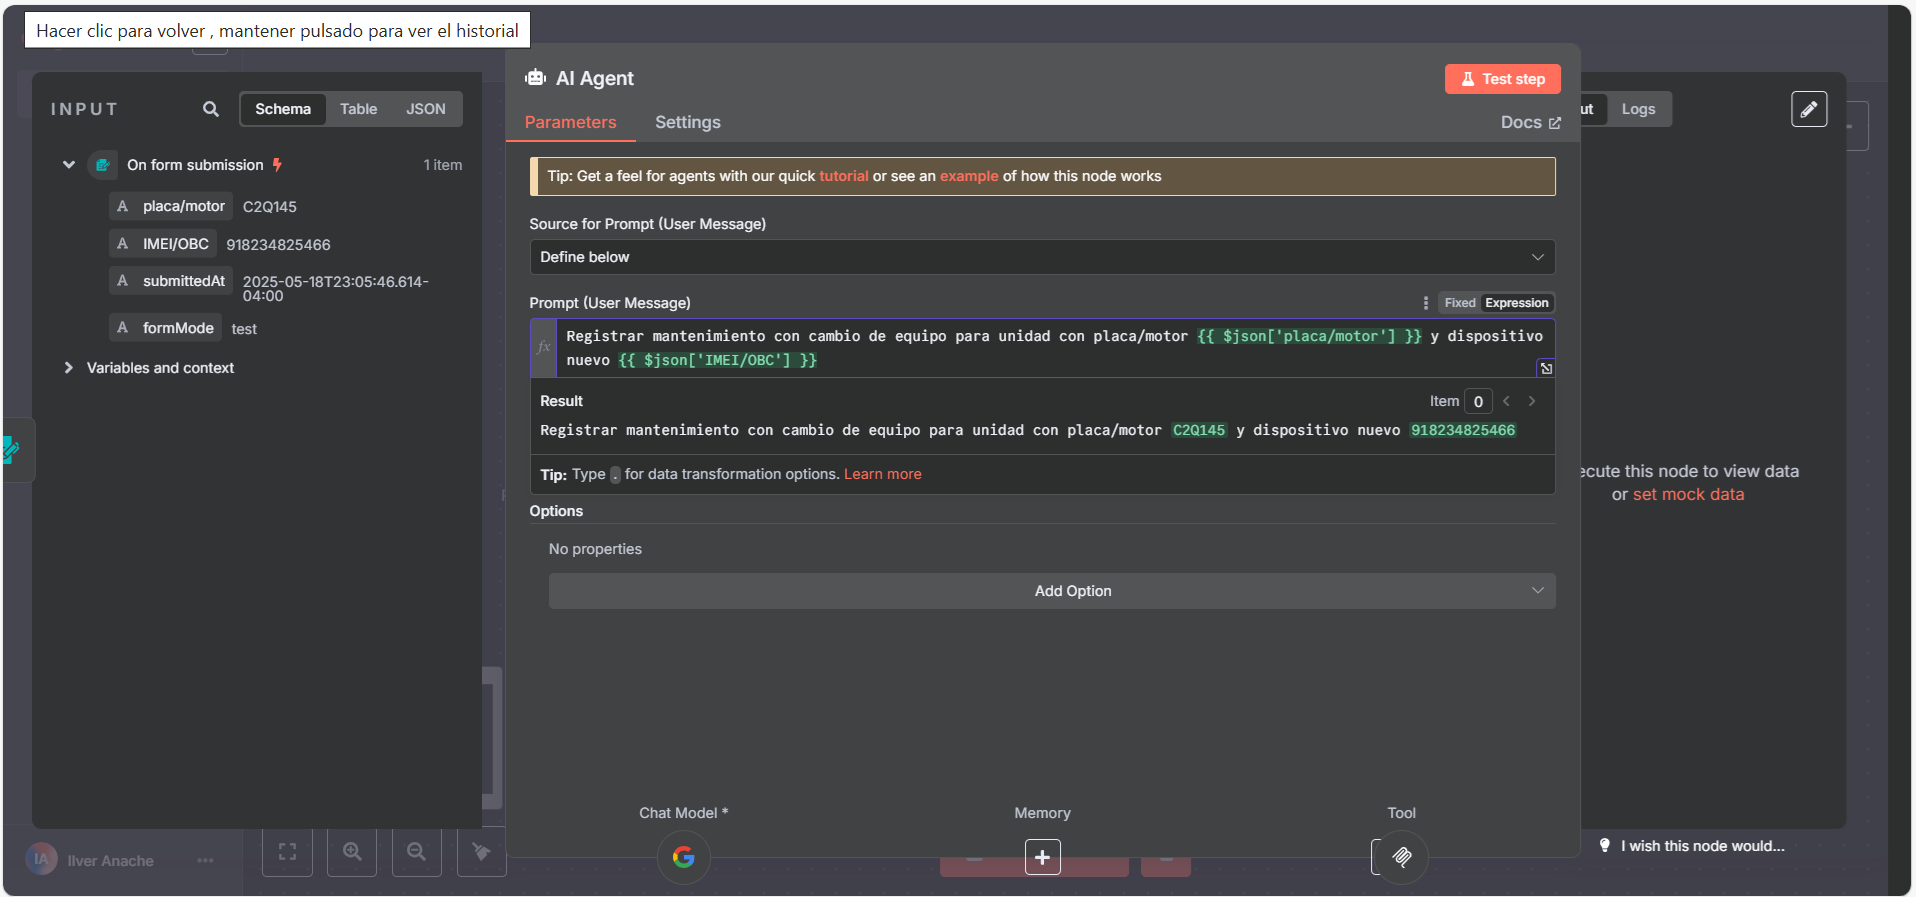 Hacer clic para volver , mantener pulsado para ver el historial
INPUT
Schema
Table
JSON
On form submission
1 item
A placa/motor C2Q145
A IMEI/OBC 918234825466
A submittedAt 2025-05-18T23:05:46.614-
04:00
A formMode test
Variables and context
IA
Ilver Anache
AI Agent
Test step
Parameters
Settings
Docs
Tip: Get a feel for agents with our quick tutorial or see an example of how this node works
Source for Prompt (User Message)
Define below
Prompt (User Message)
Fixed
Expression
fx
Registrar mantenimiento con cambio de equipo para unidad con placa/motor {{ $json['placa/motor'] }} y dispositivo
nuevo {{ $json['IMEI/OBC'] }}
Result
Item 0
Registrar mantenimiento con cambio de equipo para unidad con placa/motor C2Q145 y dispositivo nuevo 918234825466
Tip: Type . for data transformation options. Learn more
Options
No properties
Add Option
Chat Model *
Memory
Tool
ut
Logs
ecute this node to view data
or set mock data
I wish this node would...